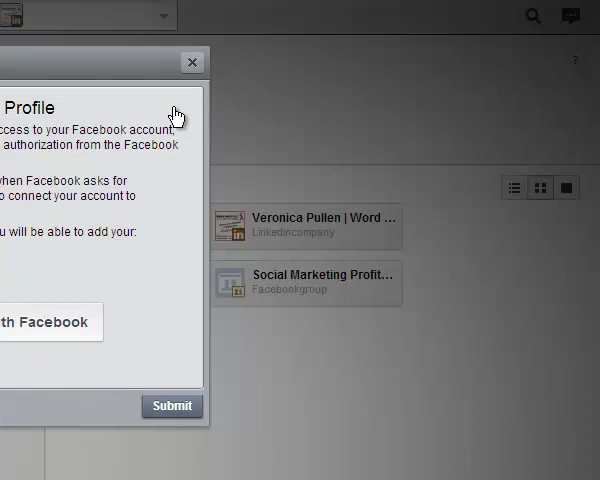 ?
Profile
ccess to your Facebook account,
authorization from the Facebook
when Facebook asks for
o connect your account to
u will be able to add your:
th Facebook
Submit
Veronica Pullen | Word ...
Linkedincompany
Social Marketing Profit...
Facebookgroup